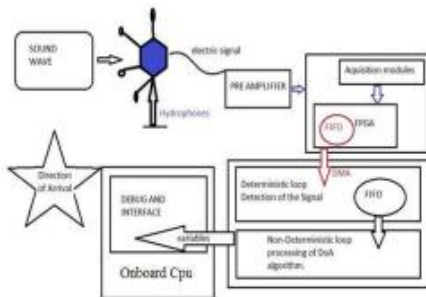 SOUND
WAVE
electric signal
Hydrophones
PRE AMPLIFIER
Aquisition modules
FIFO
FPGA
DMA
Deterministic loop
Detection of the Signal
FIFO
Non-Deterministic loop
processing of DoA
algorithm.
variables
DEBUG AND
INTERFACE
Onboard Cpu
Direction
of Arrival